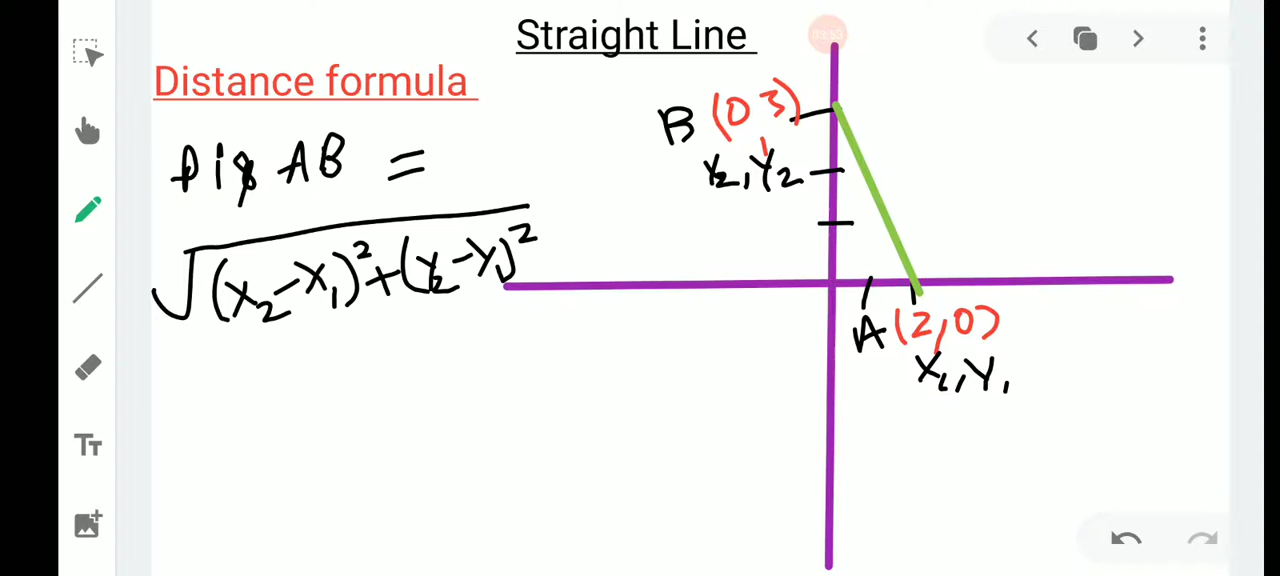 Straight Line
Distance formula
Dis AB =
√(x₂-x₁)²+(y₂-y₁)²
B (0,3)
x₂,y₂
A(2,0)
x₁,y₁
TT